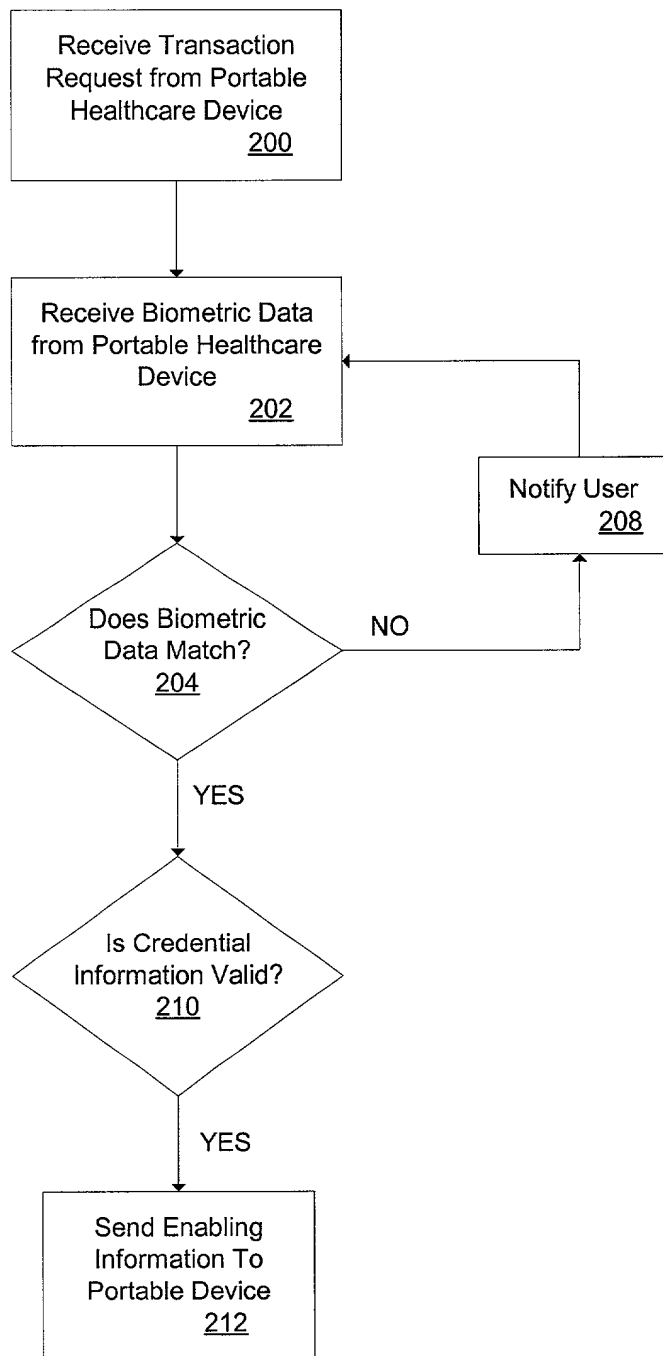 Receive Transaction
Request from Portable
Healthcare Device
200
Receive Biometric Data
from Portable Healthcare
Device
202
Notify User
208
Does Biometric
Data Match?
204
NO
YES
Is Credential
Information Valid?
210
YES
Send Enabling
Information To
Portable Device
212